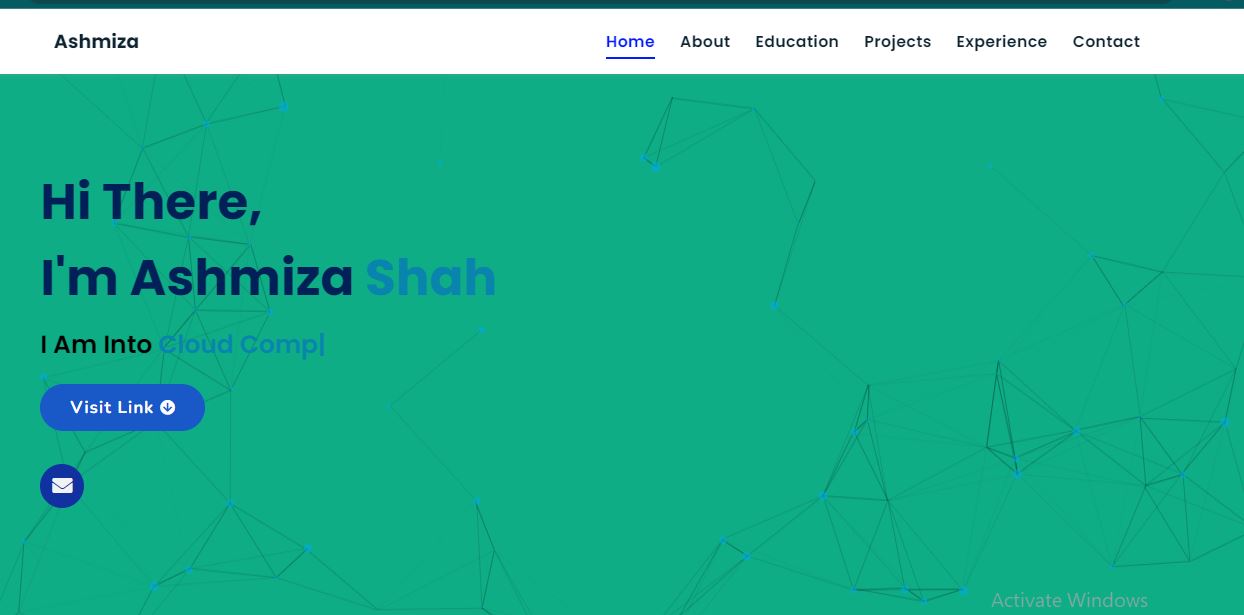 Ashmiza
Home About Education Projects Experience Contact
Hi There,
I'm Ashmiza Shah
I Am Into Cloud Comp|
Visit Link
Activate Windows